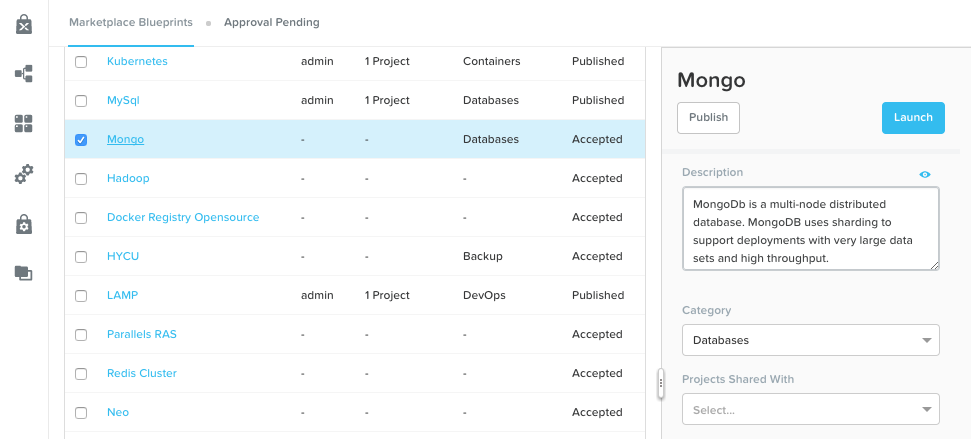 Marketplace Blueprints
Approval Pending
Kubernetes admin 1 Project Containers Published
MySql admin 1 Project Databases Published
Mongo - - Databases Accepted
Hadoop - - - Accepted
Docker Registry Opensource - - - Accepted
HYCU - - Backup Accepted
LAMP admin 1 Project DevOps Published
Parallels RAS - - - Accepted
Redis Cluster - - - Accepted
Neo - - - Accepted
Mongo
Publish
Launch
Description
MongoDb is a multi-node distributed
database. MongoDB uses sharding to
support deployments with very large data
sets and high throughput.
Category
Databases
Projects Shared With
Select...